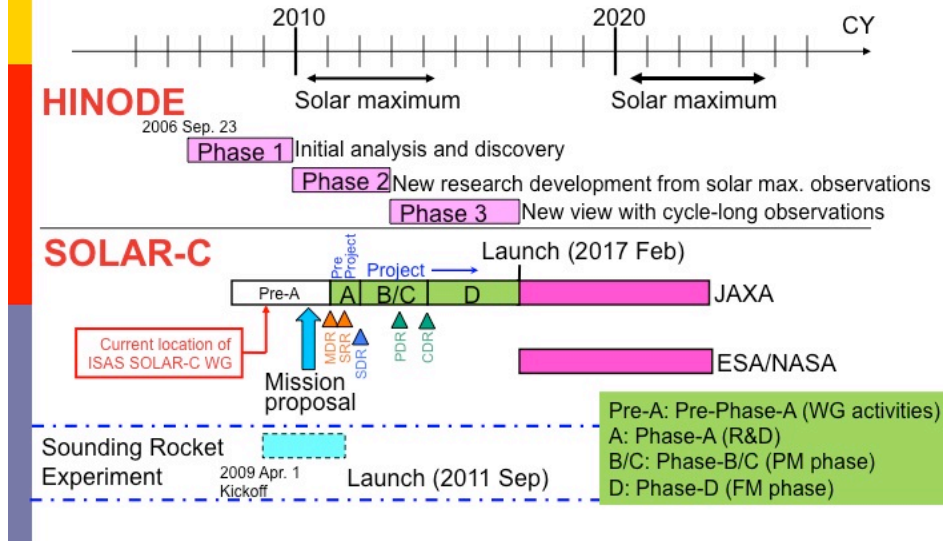 2010
2020
CY
Solar maximum
Solar maximum
HINODE
2006 Sep. 23
Phase 1
Initial analysis and discovery
Phase 2
New research development from solar max. observations
Phase 3
New view with cycle-long observations
SOLAR-C
Launch (2017 Feb)
Pre
Project
Project
Pre-A
A
B/C
D
JAXA
Current location of
ISAS SOLAR-C WG
MDR
SRR
SDR
PDR
CDR
ESA/NASA
Mission
proposal
Pre-A: Pre-Phase-A (WG activities)
A: Phase-A (R&D)
B/C: Phase-B/C (PM phase)
D: Phase-D (FM phase)
Sounding Rocket
Experiment
2009 Apr. 1
Kickoff
Launch (2011 Sep)